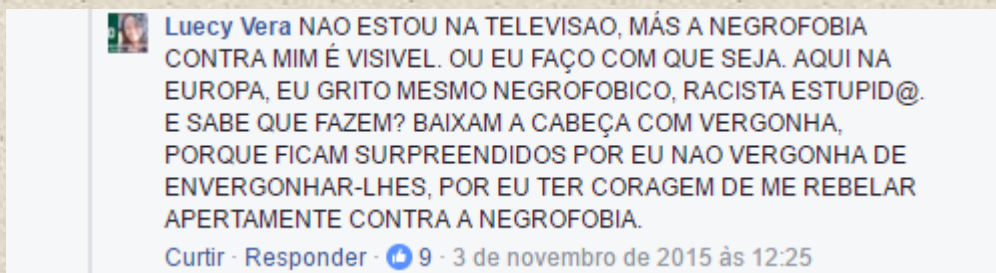 Luecy Vera NAO ESTOU NA TELEVISAO, MÁS A NEGROFOBIA
CONTRA MIM É VISIVEL. OU EU FAÇO COM QUE SEJA. AQUI NA
EUROPA, EU GRITO MESMO NEGROFOBICO, RACISTA ESTUPID@.
E SABE QUE FAZEM? BAIXAM A CABEÇA COM VERGONHA,
PORQUE FICAM SURPREENDIDOS POR EU NAO VERGONHA DE
ENVERGONHAR-LHES, POR EU TER CORAGEM DE ME REBELAR
APERTAMENTE CONTRA A NEGROFOBIA.
Curtir · Responder · 9 · 3 de novembro de 2015 às 12:25